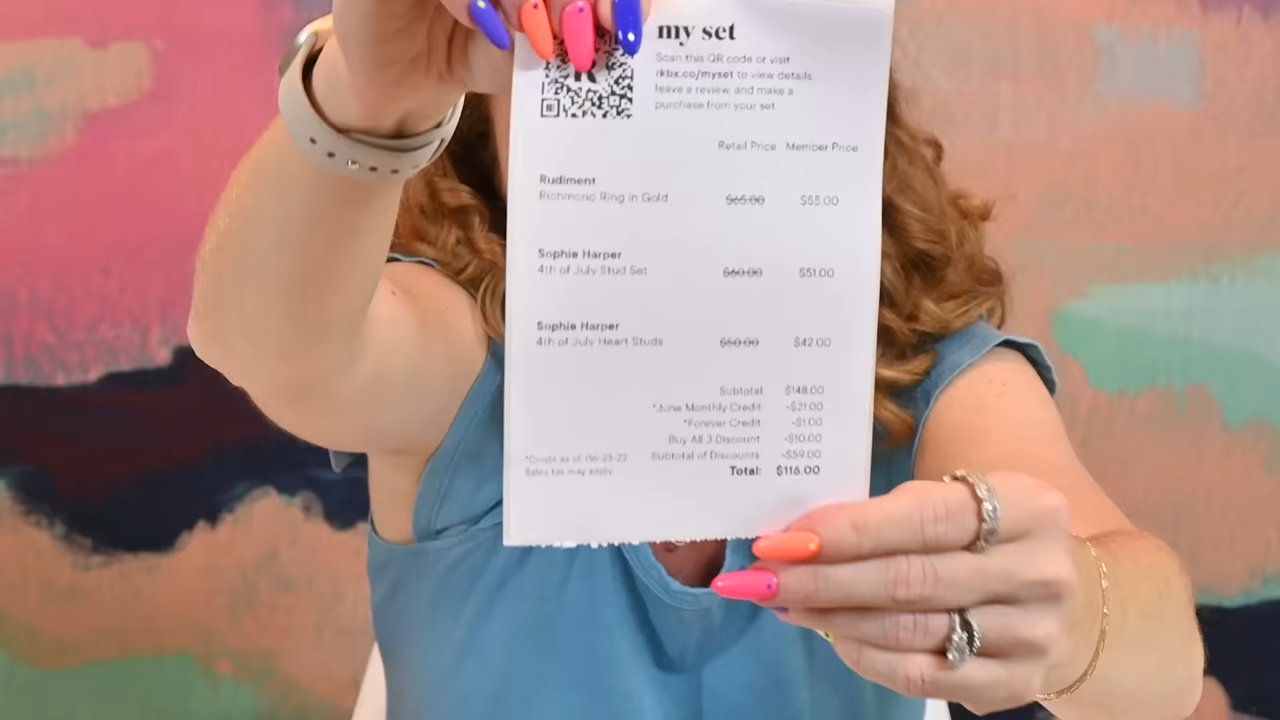 my set
Scan this QR code or visit
rkbx.co/myset to view details
leave a review, and make a
purchase from your set.
Retail Price Member Price
Rudiment
Richmond Ring in Gold $65.00 $55.00
Sophie Harper
4th of July Stud Set $60.00 $51.00
Sophie Harper
4th of July Heart Studs $50.00 $42.00
Subtotal $148.00
*June Monthly Credit -$21.00
*Forever Credit -$1.00
Buy All 3 Discount -$10.00
*Credit as of 06-23-22 Subtotal of Discounts -$59.00
Sales tax may apply Total: $116.00